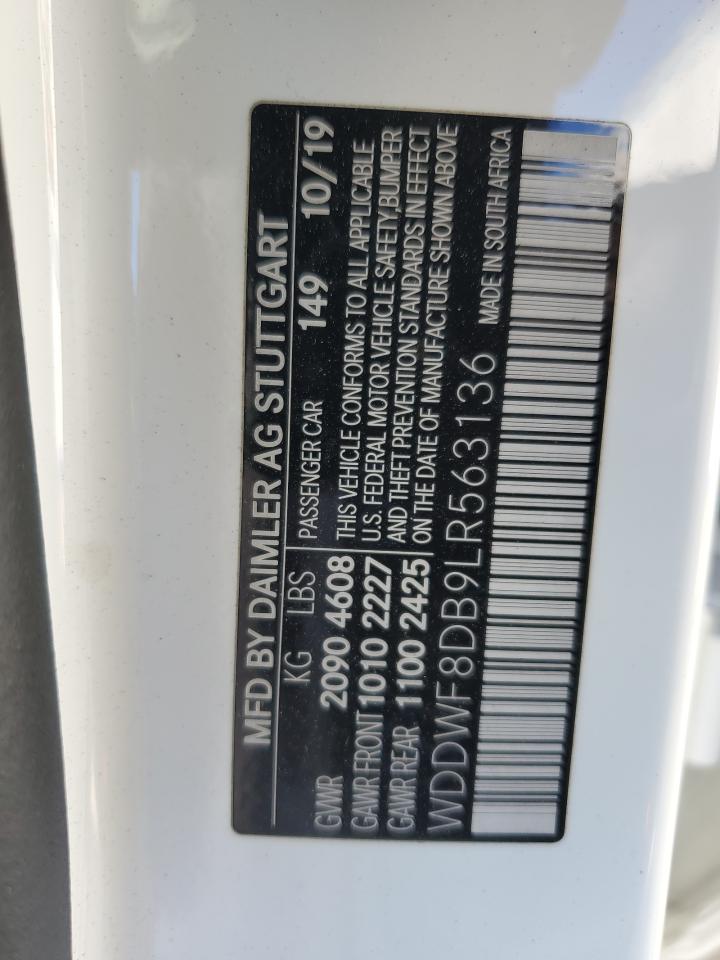 MFD BY DAIMLER AG STUTTGART
KG LBS PASSENGER CAR 149 10/19
GVWR 2090 4608 THIS VEHICLE CONFORMS TO ALL APPLICABLE
GAWR FRONT 1010 2227 U.S. FEDERAL MOTOR VEHICLE SAFETY, BUMPER
GAWR REAR 1100 2425 AND THEFT PREVENTION STANDARDS IN EFFECT
ON THE DATE OF MANUFACTURE SHOWN ABOVE
WDDWF8DB9LR563136 MADE IN SOUTH AFRICA